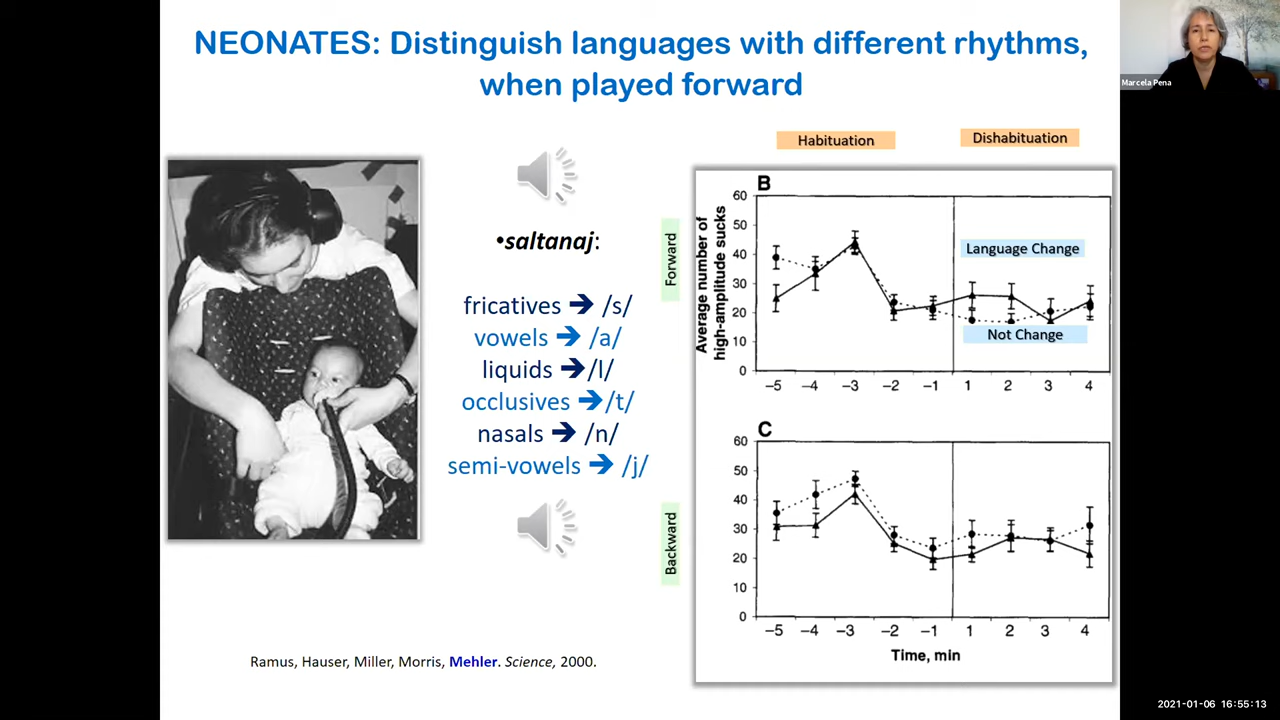 NEONATES: Distinguish languages with different rhythms,
when played forward
Marcela Pena
Habituation
Dishabituation
•saltanaj:
fricatives ➔ /s/
vowels ➔ /a/
liquids ➔/l/
occlusives ➔/t/
nasals ➔ /n/
semi-vowels ➔ /j/
Forward
Backward
B
Average number of
high-amplitude sucks
60
50
40
30
20
10
0
Language Change
Not Change
−5 −4 −3 −2 −1 1 2 3 4
C
60
50
40
30
20
10
0
−5 −4 −3 −2 −1 1 2 3 4
Time, min
Ramus, Hauser, Miller, Morris, Mehler. Science, 2000.
2021-01-06 16:55:13